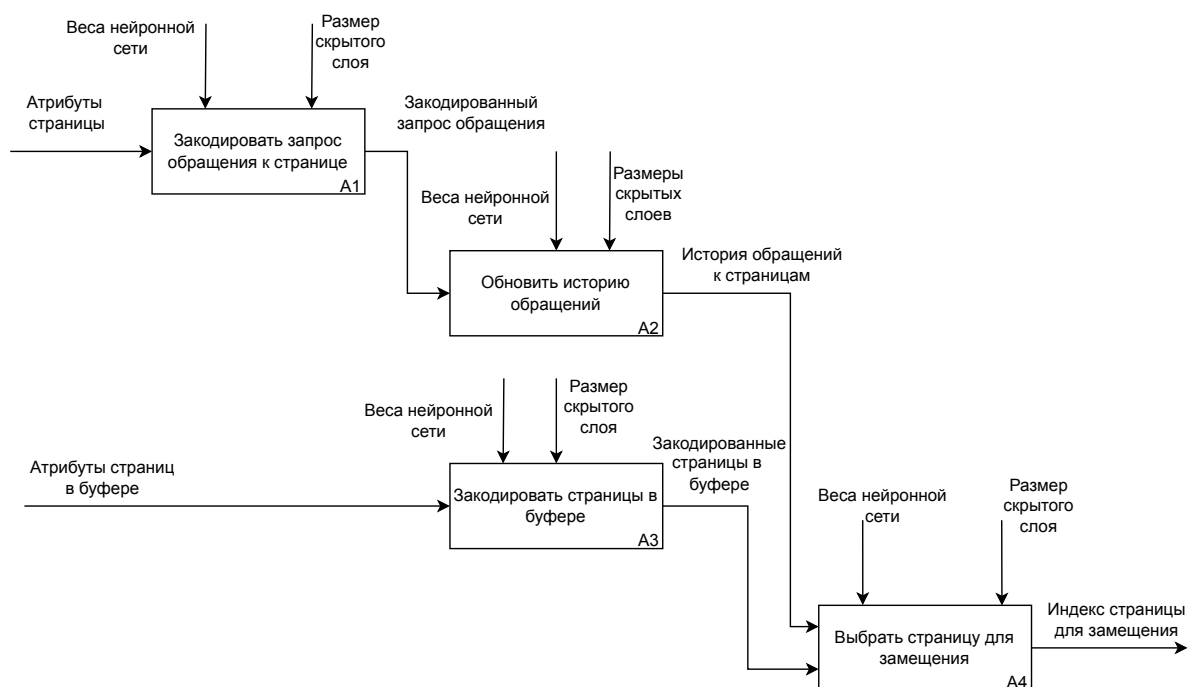 Веса нейронной
сети
Размер
скрытого
слоя
Атрибуты
страницы
Закодировать запрос
обращения к странице
A1
Закодированный
запрос обращения
Веса нейронной
сети
Размеры
скрытых
слоев
Обновить историю
обращений
A2
История обращений
к страницам
Веса нейронной
сети
Размер
скрытого
слоя
Атрибуты страниц
в буфере
Закодировать страницы в
буфере
A3
Закодированные
страницы в
буфере
Веса нейронной
сети
Размер
скрытого
слоя
Выбрать страницу для
замещения
A4
Индекс страницы
для замещения